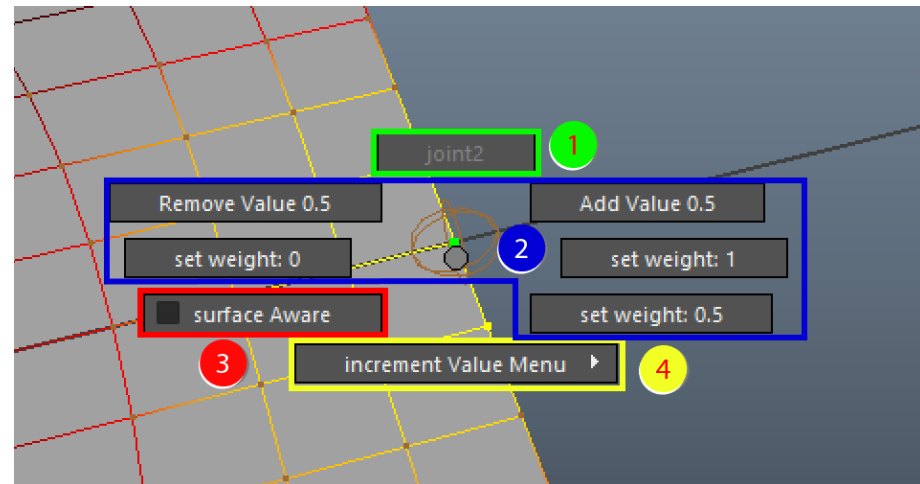 joint2
1
Remove Value 0.5
Add Value 0.5
2
set weight: 0
set weight: 1
surface Aware
set weight: 0.5
3
increment Value Menu
4